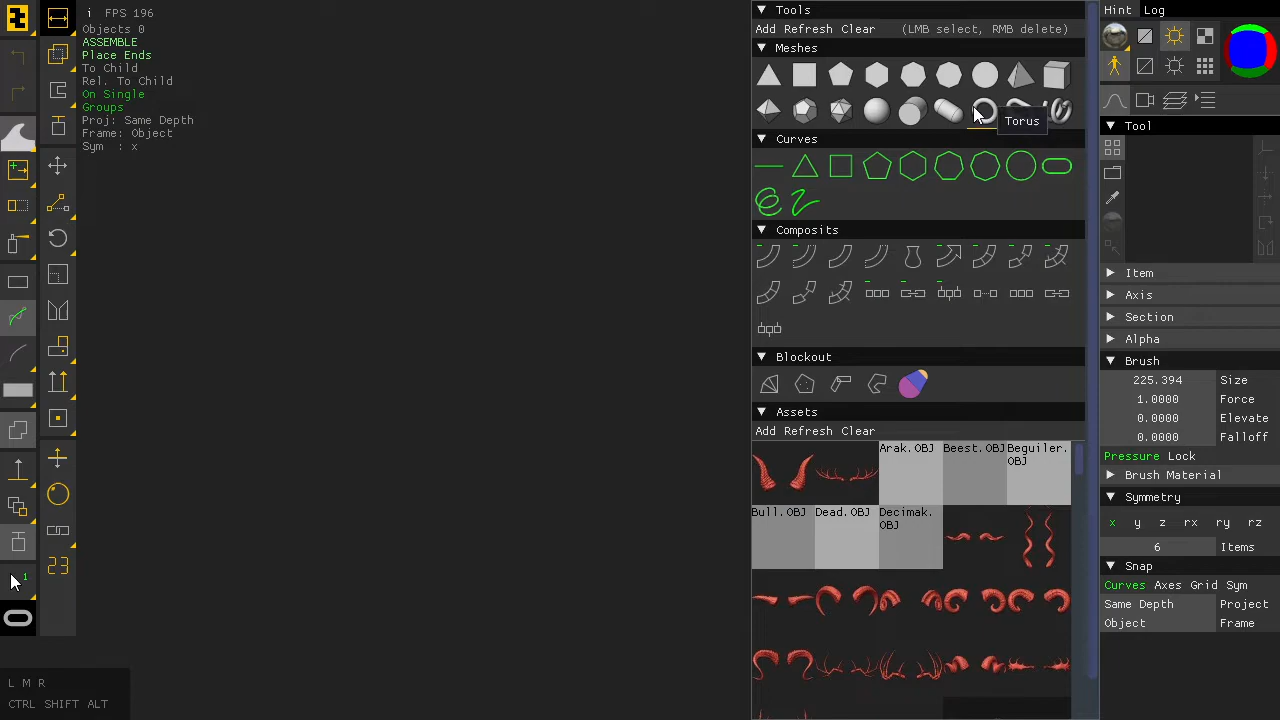 i FPS 196
Objects 0
ASSEMBLE
Place Ends
To Child
Rel. To Child
On Single
Groups
Proj: Same Depth
Frame: Object
Sym : x
1
23
L M R
CTRL SHIFT ALT
Tools
Add Refresh Clear (LMB select, RMB delete)
Meshes
Torus
Curves
Composits
Blockout
Assets
Add Refresh Clear
Arak.OBJ Beest.OBJ Beguiler.
OBJ
Bull.OBJ Dead.OBJ Decimak.
OBJ
Hint Log
Tool
Item
Axis
Section
Alpha
Brush
225.394 Size
1.0000 Force
0.0000 Elevate
0.0000 Falloff
Pressure Lock
Brush Material
Symmetry
x y z rx ry rz
6 Items
Snap
Curves Axes Grid Sym
Same Depth Project
Object Frame